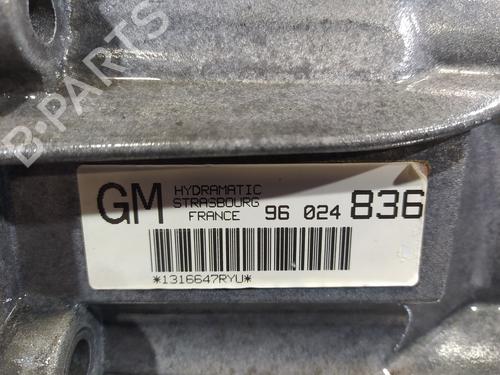 B-PARTS
GM HYDRAMATIC
STRASBOURG
FRANCE 96 024 836
*1316647RYU*